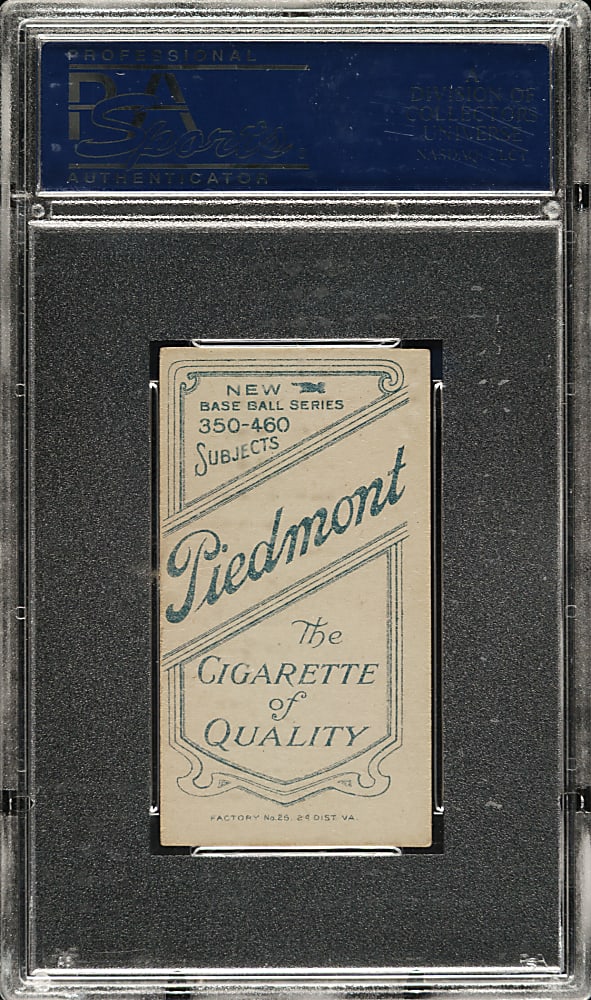 PROFESSIONAL
PSA
Sports
AUTHENTICATOR
A
DIVISION OF
COLLECTORS
UNIVERSE
NEW
BASE BALL SERIES
350-460
SUBJECTS
Piedmont
The
CIGARETTE
of
QUALITY
FACTORY No. 25. 2d DIST. VA.